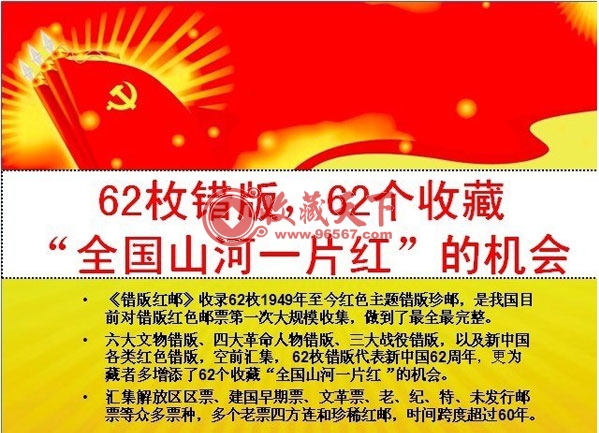 62枚错版，62个收藏
“全国山河一片红”的机会
收藏天下
www.96567.com
• 《错版红邮》收录62枚1949年至今红色主题错版珍邮，是我国目
前对错版红色邮票第一次大规模收集，做到了最全最完整。
• 六大文物错版、四大革命人物错版、三大战役错版，以及新中国
各类红色错版，空前汇集， 62枚错版代表新中国62周年，更为
藏者多增添了62个收藏“全国山河一片红”的机会。
• 汇集解放区区票、建国早期票、文革票、老、纪、特、未发行邮
票等众多票种，多个老票四方连和珍稀红邮，时间跨度超过60年。